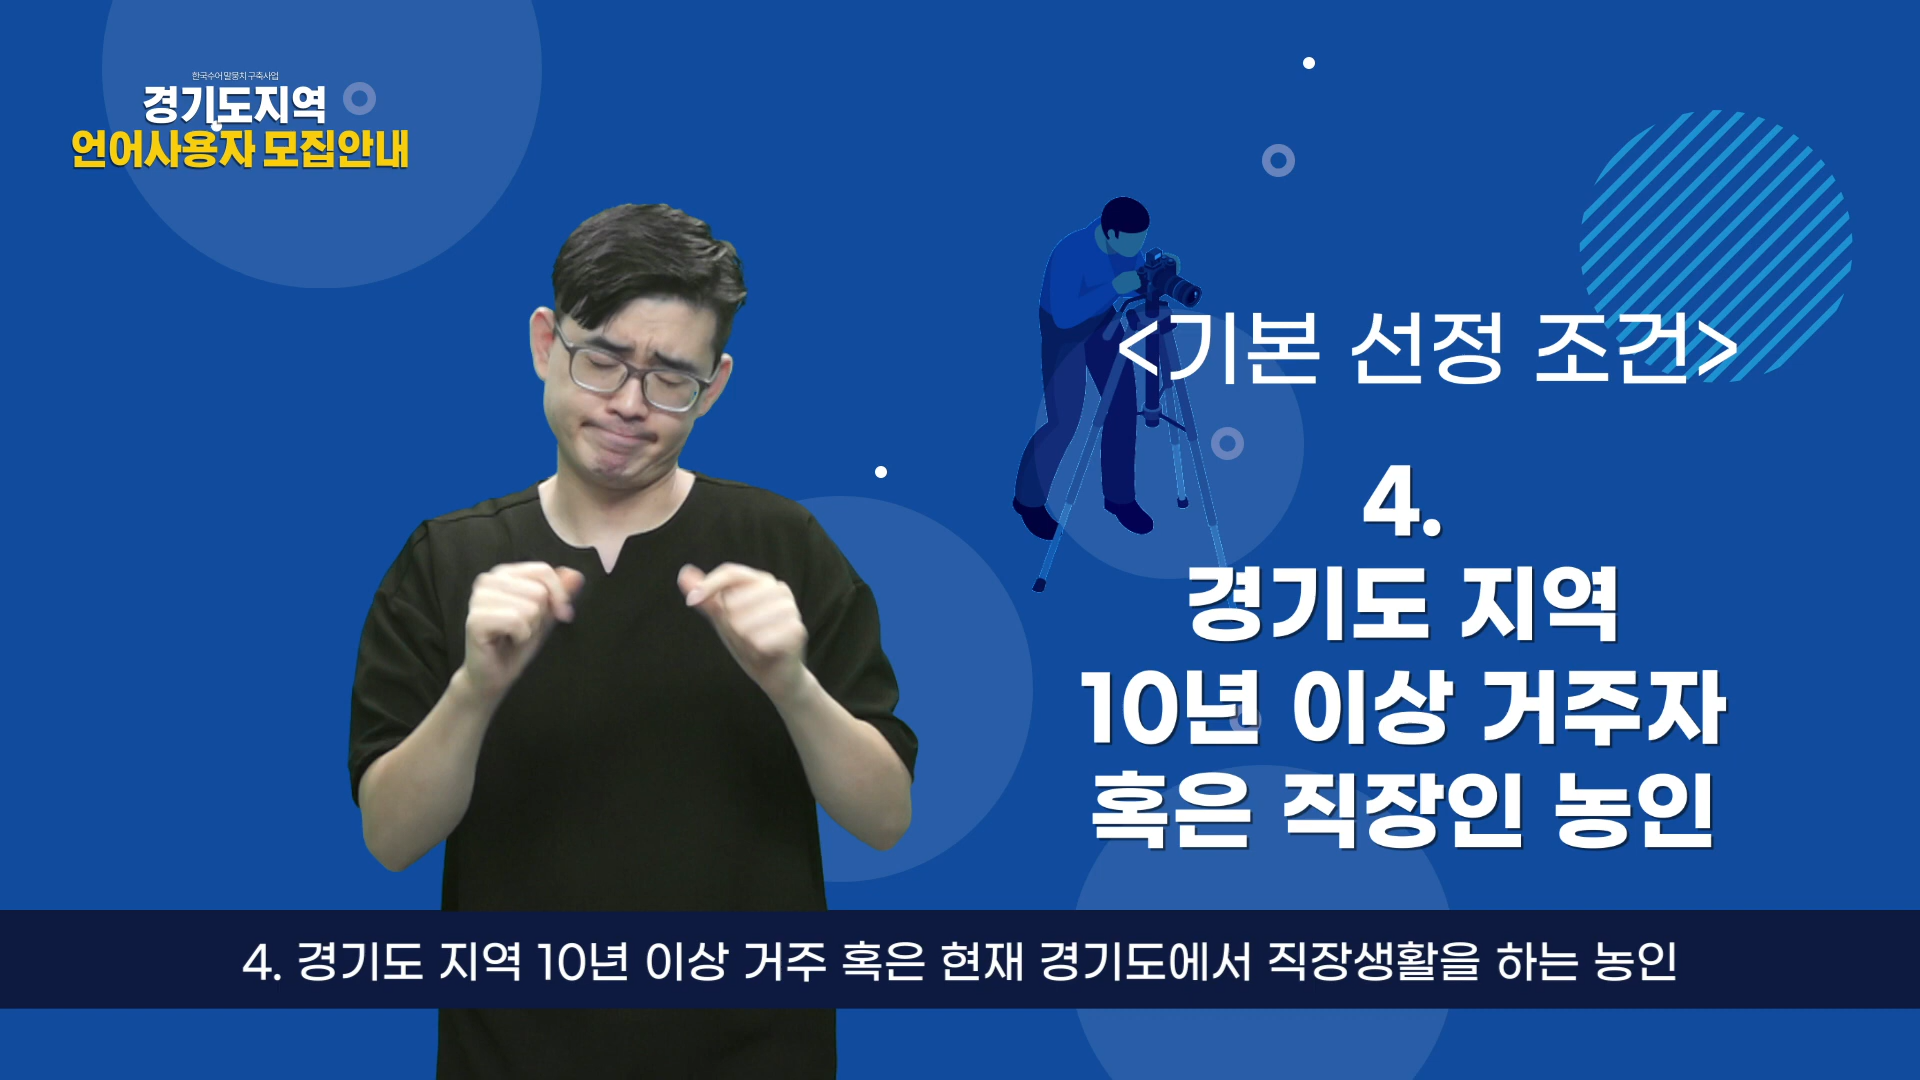 한국수어 말뭉치 구축사업
경기도지역
언어사용자 모집안내
<기본 선정 조건>
4.
경기도 지역
10년 이상 거주자
혹은 직장인 농인
4. 경기도 지역 10년 이상 거주 혹은 현재 경기도에서 직장생활을 하는 농인